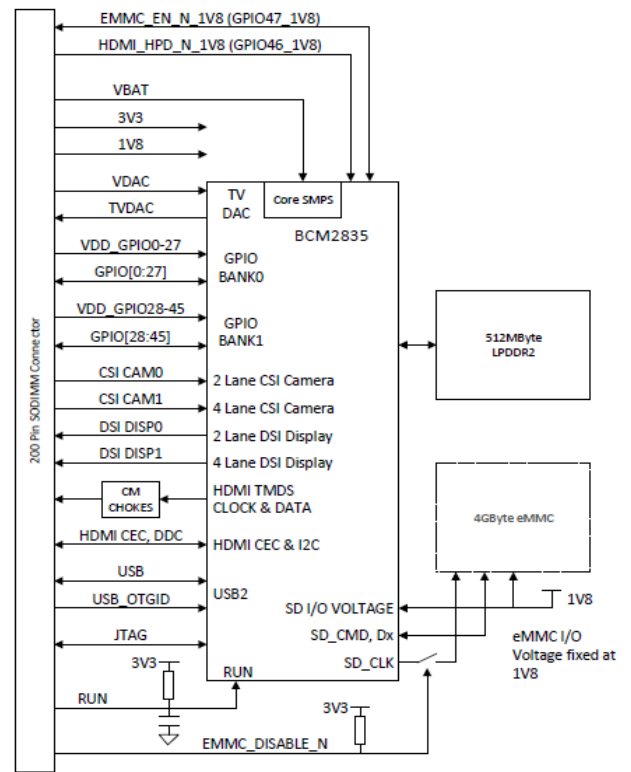 EMMC_EN_N_1V8 (GPIO47_1V8)
HDMI_HPD_N_1V8 (GPIO46_1V8)
VBAT
3V3
1V8
VDAC
TVDAC
VDD_GPIO0-27
GPIO[0:27]
VDD_GPIO28-45
GPIO[28:45]
CSI CAM0
CSI CAM1
DSI DISP0
DSI DISP1
CM
CHOKES
HDMI CEC, DDC
USB
USB_OTGID
JTAG
3V3
RUN
EMMC_DISABLE_N
3V3
200 Pin SODIMM Connector
TV
DAC
Core SMPS
BCM2835
GPIO
BANK0
GPIO
BANK1
2 Lane CSI Camera
4 Lane CSI Camera
2 Lane DSI Display
4 Lane DSI Display
HDMI TMDS
CLOCK & DATA
HDMI CEC & I2C
USB2
SD I/O VOLTAGE
SD_CMD, Dx
SD_CLK
RUN
512MByte
LPDDR2
4GByte eMMC
1V8
eMMC I/O
Voltage fixed at
1V8